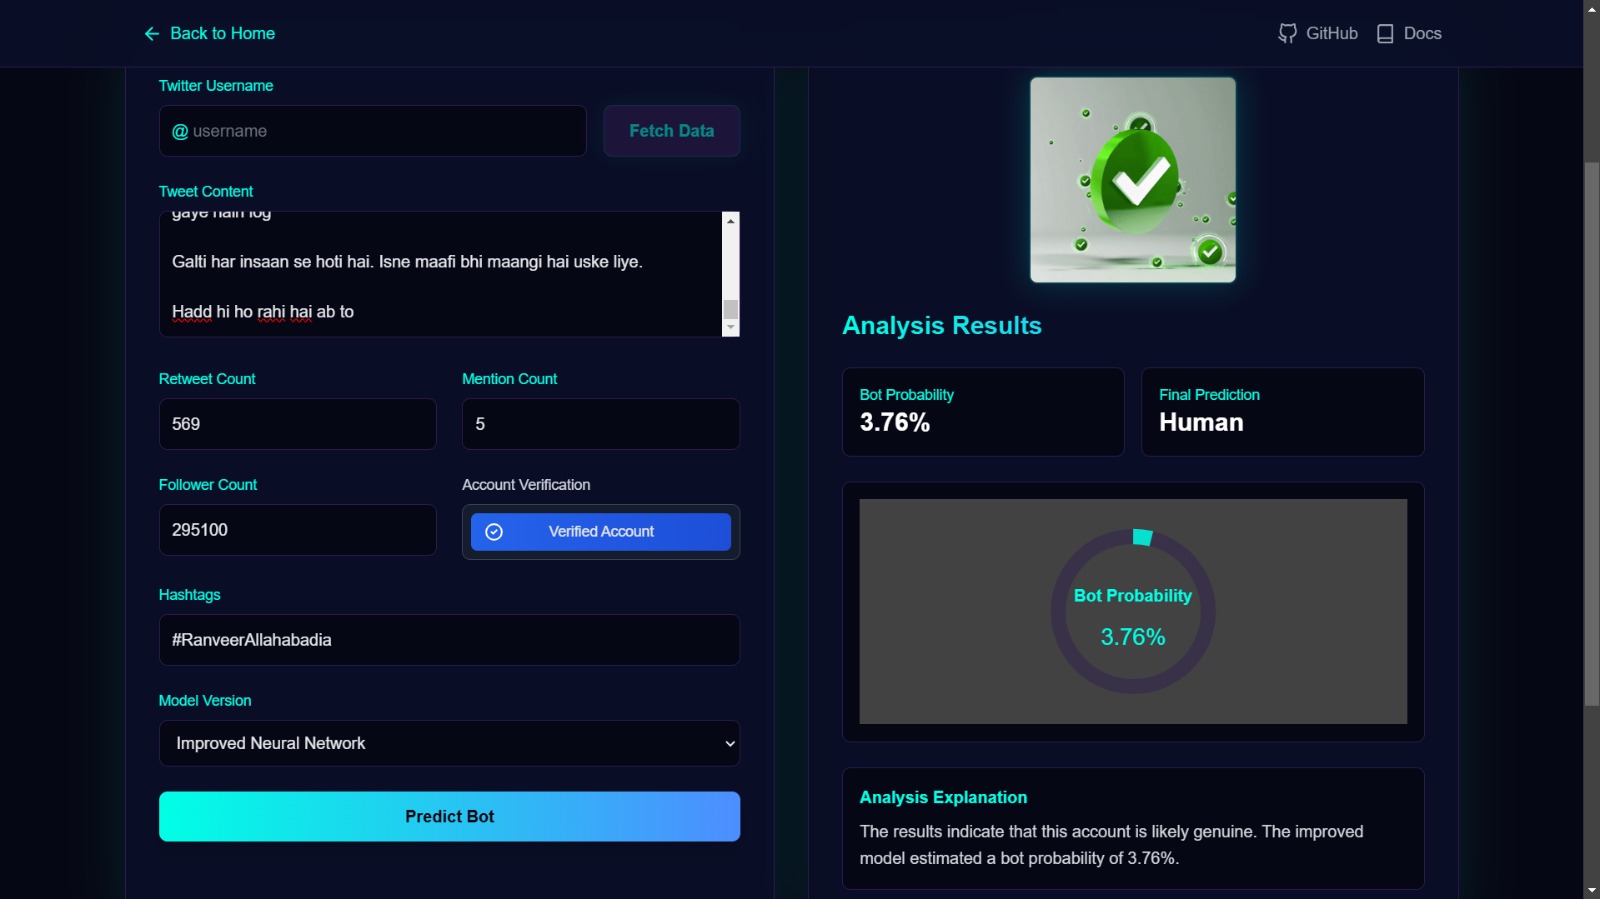 Back to Home
GitHub
Docs
Twitter Username
@ username
Fetch Data
Tweet Content
gaye hain log
Galti har insaan se hoti hai. Isne maafi bhi maangi hai uske liye.
Hadd hi ho rahi hai ab to
Retweet Count
Mention Count
569
5
Follower Count
Account Verification
295100
Verified Account
Hashtags
#RanveerAllahabadia
Model Version
Improved Neural Network
Predict Bot
Analysis Results
Bot Probability
3.76%
Final Prediction
Human
Bot Probability
3.76%
Analysis Explanation
The results indicate that this account is likely genuine. The improved
model estimated a bot probability of 3.76%.